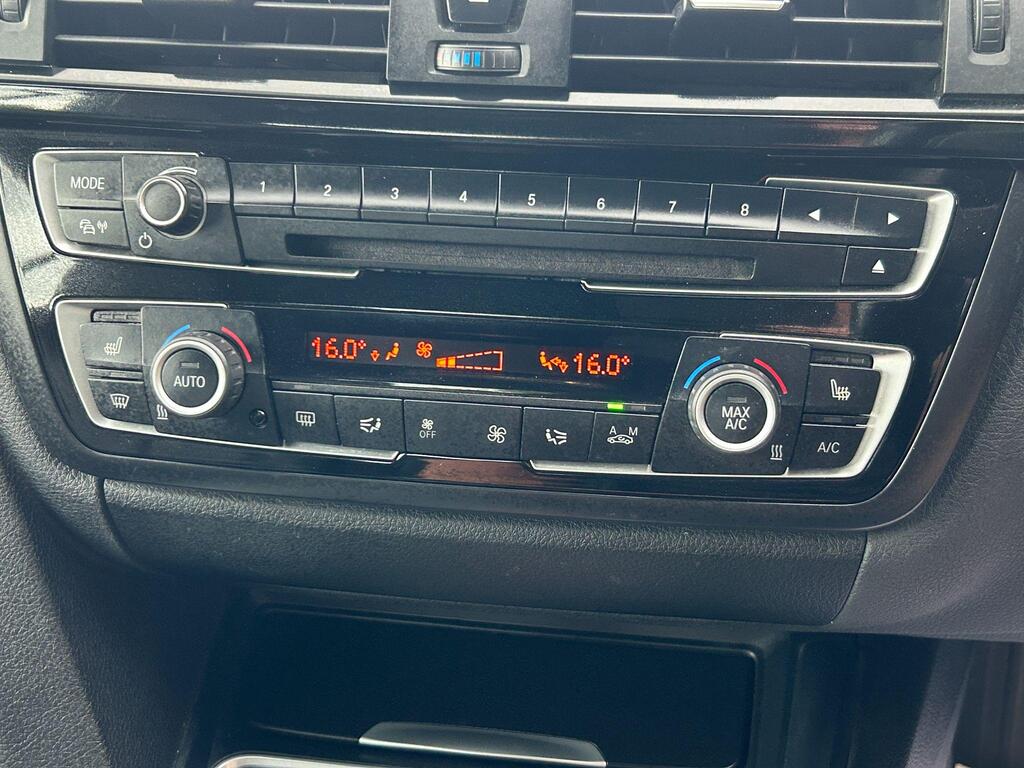 MODE 1 2 3 4 5 6 7 8
16.0° 16.0°
AUTO
OFF
A M
MAX
A/C
A/C